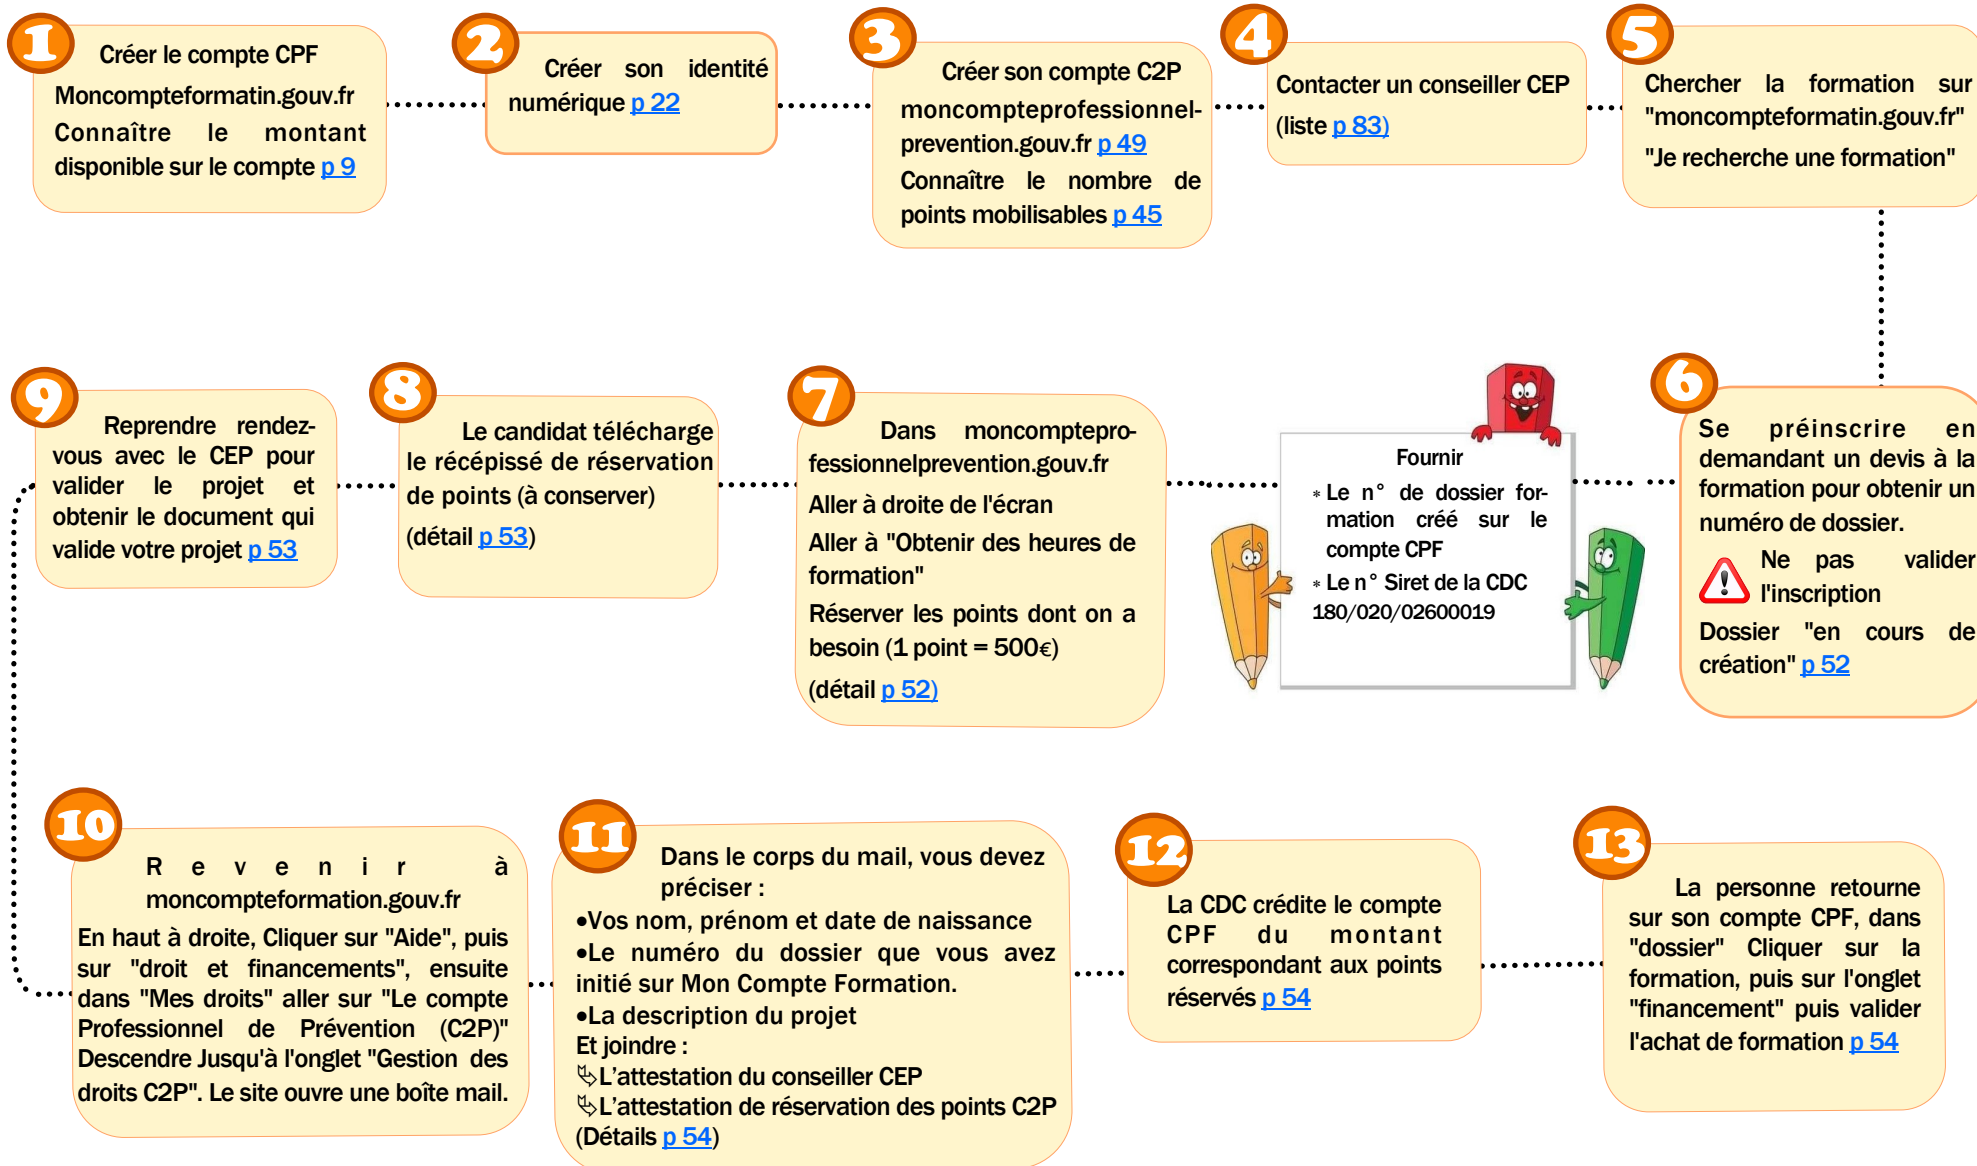 1
Créer le compte CPF
Moncompteformatin.gouv.fr
Connaître le montant
disponible sur le compte p 9
2
Créer son identité
numérique p 22
3
Créer son compte C2P
moncompteprofessionnel-
prevention.gouv.fr p 49
Connaître le nombre de
points mobilisables p 45
4
Contacter un conseiller CEP
(liste p 83)
5
Chercher la formation sur
"moncompteformatin.gouv.fr"
"Je recherche une formation"
6
Se préinscrire en
demandant un devis à la
formation pour obtenir un
numéro de dossier.
Ne pas valider
l'inscription
Dossier "en cours de
création" p 52
Fournir
* Le n° de dossier for-
mation créé sur le
compte CPF
* Le n° Siret de la CDC
180/020/02600019
7
Dans moncomptepro-
fessionnelprevention.gouv.fr
Aller à droite de l'écran
Aller à "Obtenir des heures de
formation"
Réserver les points dont on a
besoin (1 point = 500€)
(détail p 52)
8
Le candidat télécharge
le récépissé de réservation
de points (à conserver)
(détail p 53)
9
Reprendre rendez-
vous avec le CEP pour
valider le projet et
obtenir le document qui
valide votre projet p 53
10
Revenir à
moncompteformation.gouv.fr
En haut à droite, Cliquer sur "Aide", puis
sur "droit et financements", ensuite
dans "Mes droits" aller sur "Le compte
Professionnel de Prévention (C2P)"
Descendre Jusqu'à l'onglet "Gestion des
droits C2P". Le site ouvre une boîte mail.
11
Dans le corps du mail, vous devez
préciser :
•Vos nom, prénom et date de naissance
•Le numéro du dossier que vous avez
initié sur Mon Compte Formation.
•La description du projet
Et joindre :
⤷L'attestation du conseiller CEP
⤷L'attestation de réservation des points C2P
(Détails p 54)
12
La CDC crédite le compte
CPF du montant
correspondant aux points
réservés p 54
13
La personne retourne
sur son compte CPF, dans
"dossier" Cliquer sur la
formation, puis sur l'onglet
"financement" puis valider
l'achat de formation p 54